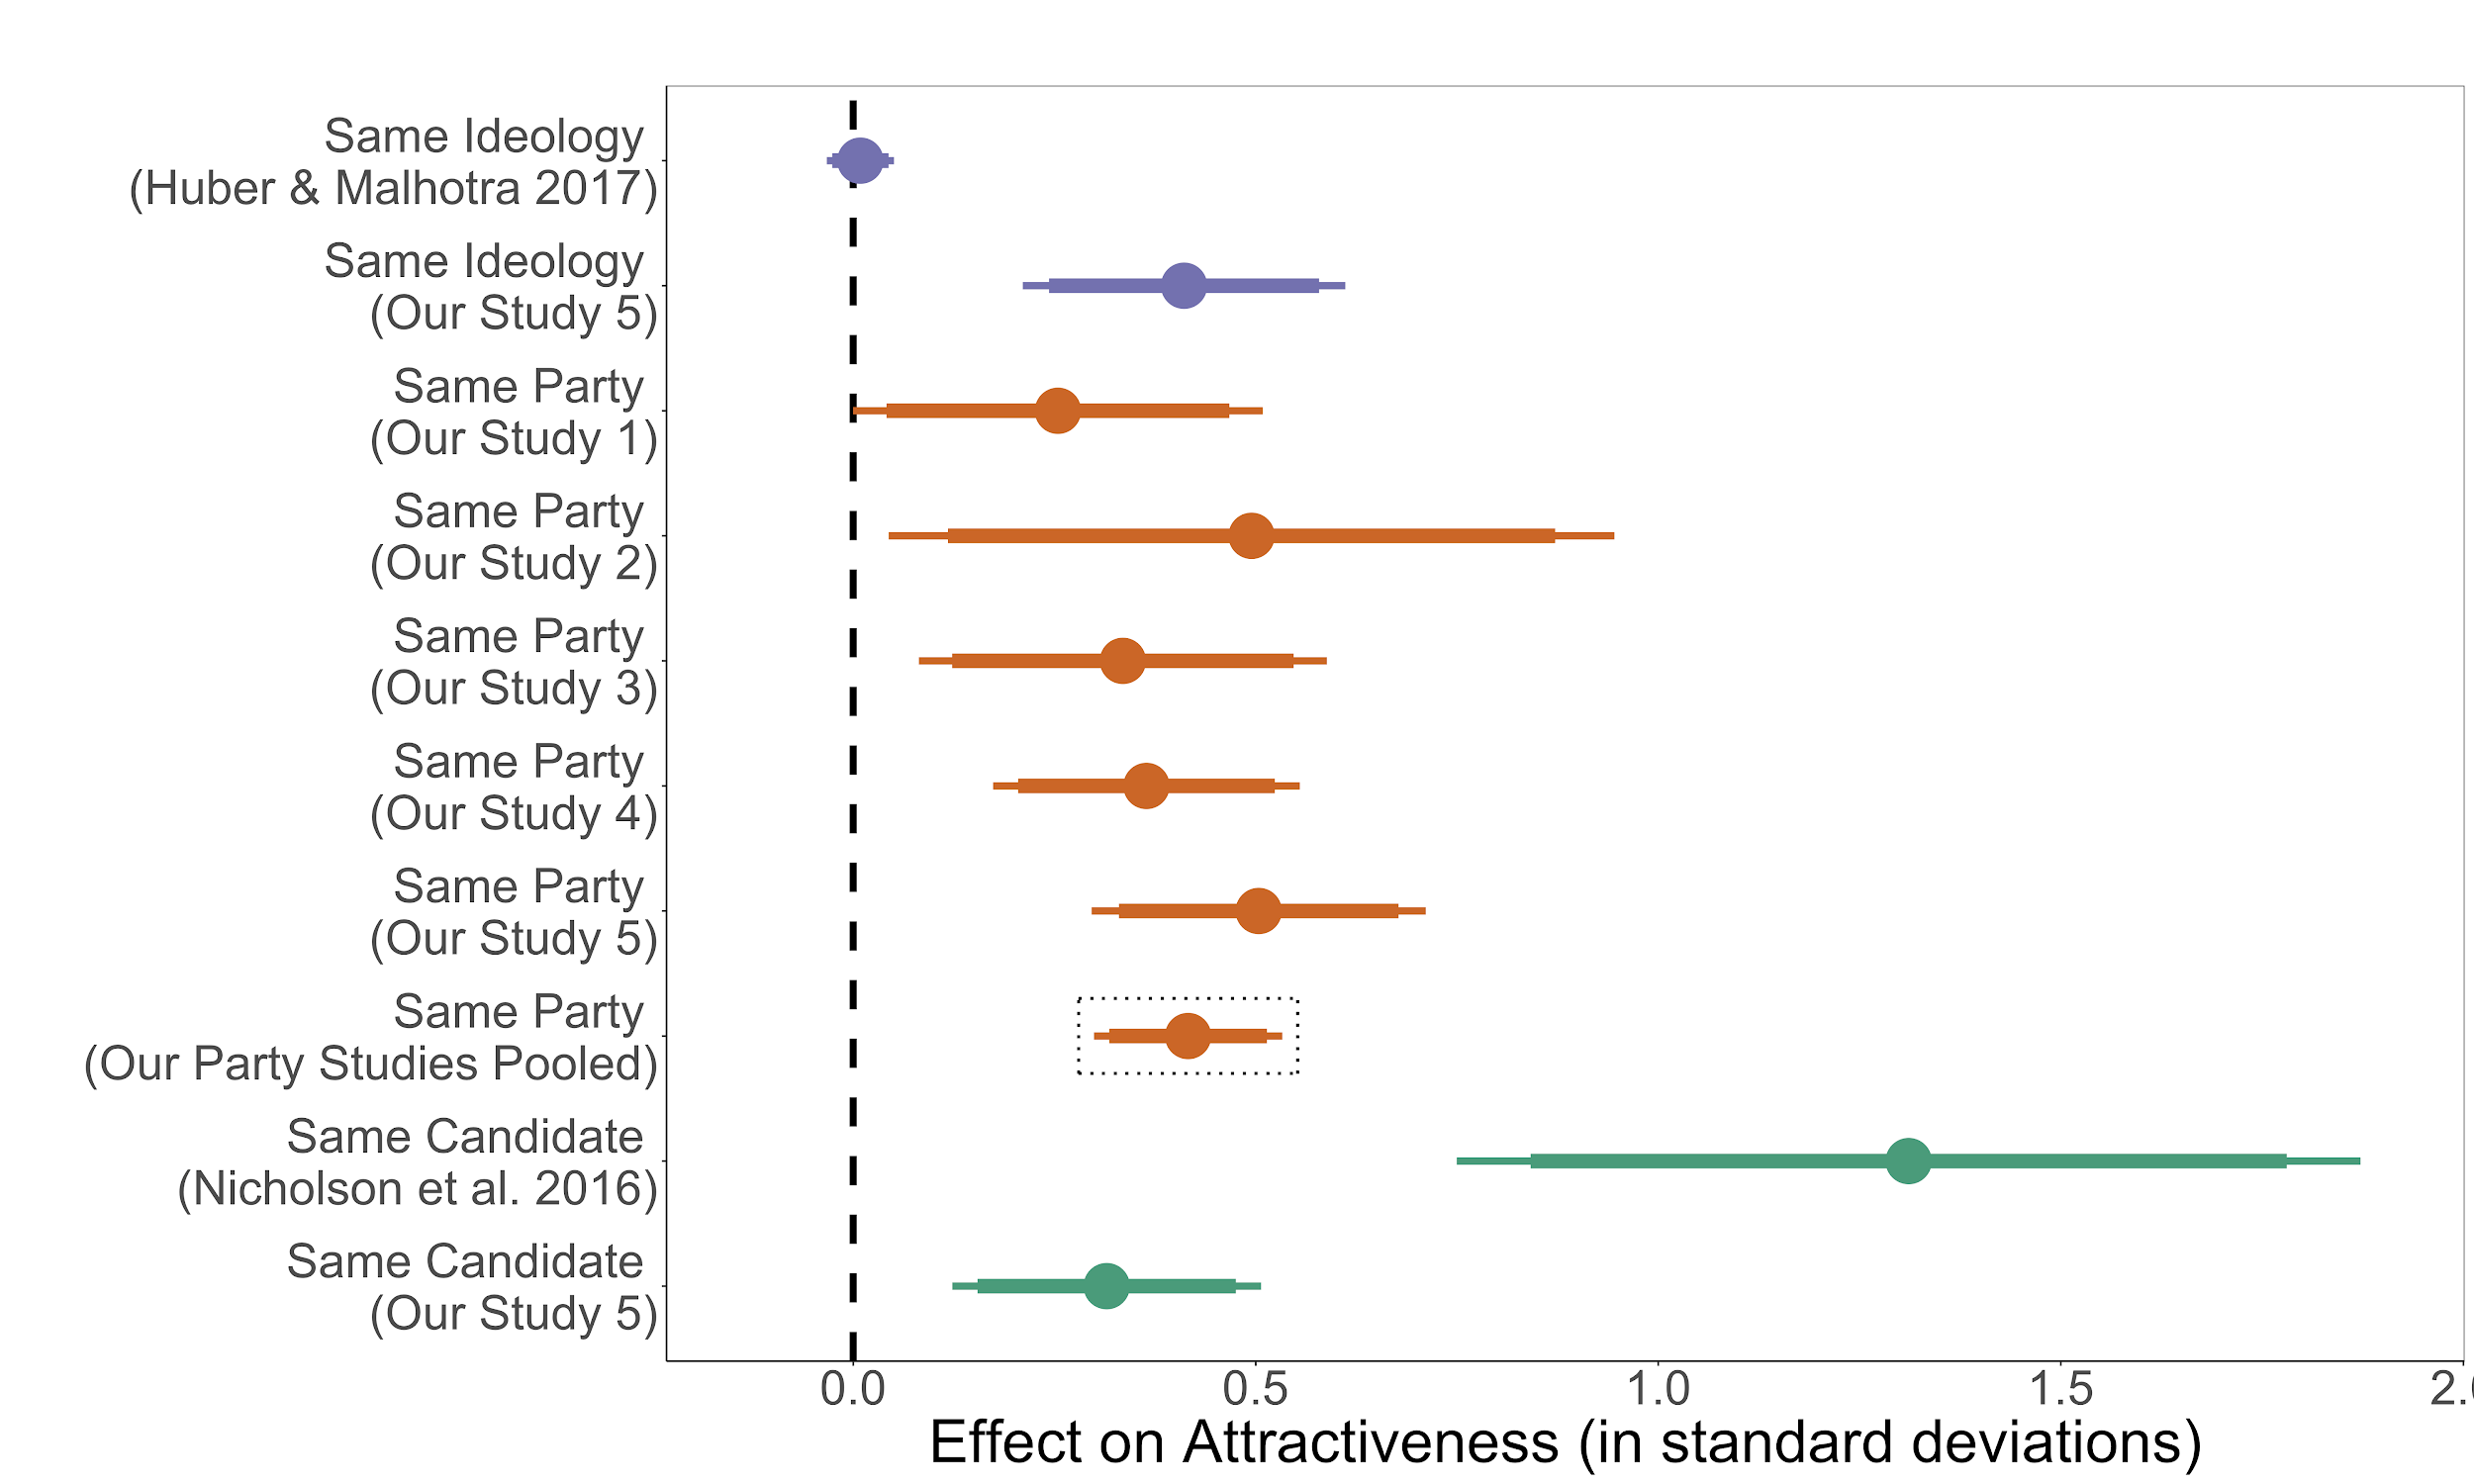 Same Ideology
(Huber & Malhotra 2017)
Same Ideology
(Our Study 5)
Same Party
(Our Study 1)
Same Party
(Our Study 2)
Same Party
(Our Study 3)
Same Party
(Our Study 4)
Same Party
(Our Study 5)
Same Party
(Our Party Studies Pooled)
Same Candidate
(Nicholson et al. 2016)
Same Candidate
(Our Study 5)
0.0 0.5 1.0 1.5
Effect on Attractiveness (in standard deviations)